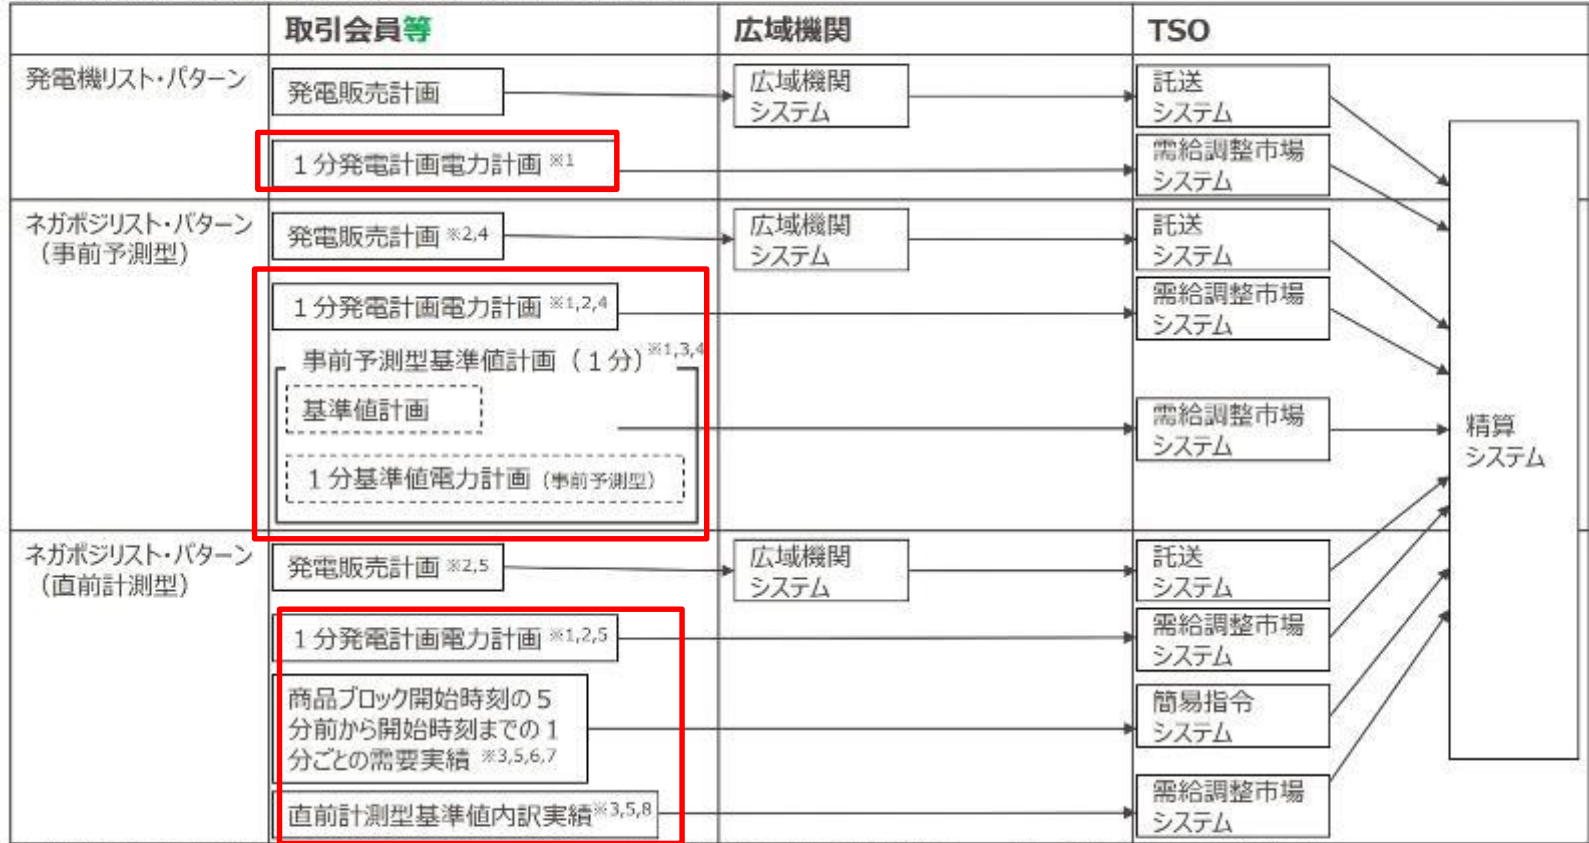 取引会員等
広域機関
TSO
発電機リスト・パターン
発電販売計画
広域機関
システム
託送
システム
1分発電計画電力計画 ※1
需給調整市場
システム
ネガポジリスト・パターン
（事前予測型）
発電販売計画 ※2,4
広域機関
システム
託送
システム
1分発電計画電力計画 ※1,2,4
需給調整市場
システム
事前予測型基準値計画（1分）※1,3,4
基準値計画
需給調整市場
システム
1分基準値電力計画（事前予測型）
精算
システム
ネガポジリスト・パターン
（直前計測型）
発電販売計画 ※2,5
広域機関
システム
託送
システム
1分発電計画電力計画 ※1,2,5
需給調整市場
システム
商品ブロック開始時刻の5
分前から開始時刻までの1
分ごとの需要実績 ※3,5,6,7
簡易指令
システム
直前計測型基準値内訳実績※3,5,8
需給調整市場
システム